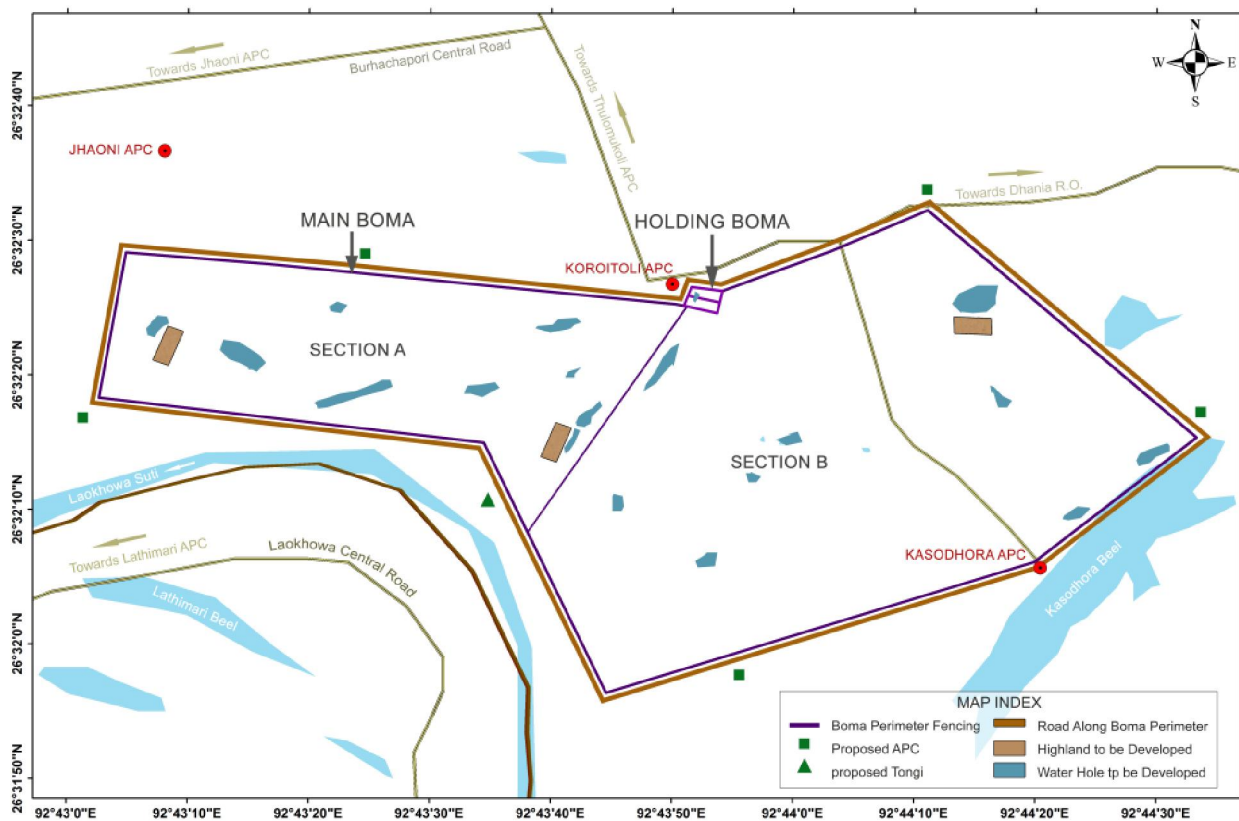 N
W E
S
Towards Jhaoni APC
Burhachapori Central Road
Towards Thulomukoli APC
JHAONI APC
Towards Dhania R.O.
MAIN BOMA
HOLDING BOMA
KOROITOLI APC
SECTION A
SECTION B
Laokhowa Suti
Towards Lathimari APC
Laokhowa Central Road
Lathimari Beel
KASODHORA APC
Kasodhora Beel
MAP INDEX
Boma Perimeter Fencing
Road Along Boma Perimeter
Proposed APC
Highland to be Developed
proposed Tongi
Water Hole tp be Developed
26°32'40"N
26°32'30"N
26°32'20"N
26°32'10"N
26°32'0"N
26°31'50"N
92°43'0"E
92°43'10"E
92°43'20"E
92°43'30"E
92°43'40"E
92°43'50"E
92°44'0"E
92°44'10"E
92°44'20"E
92°44'30"E